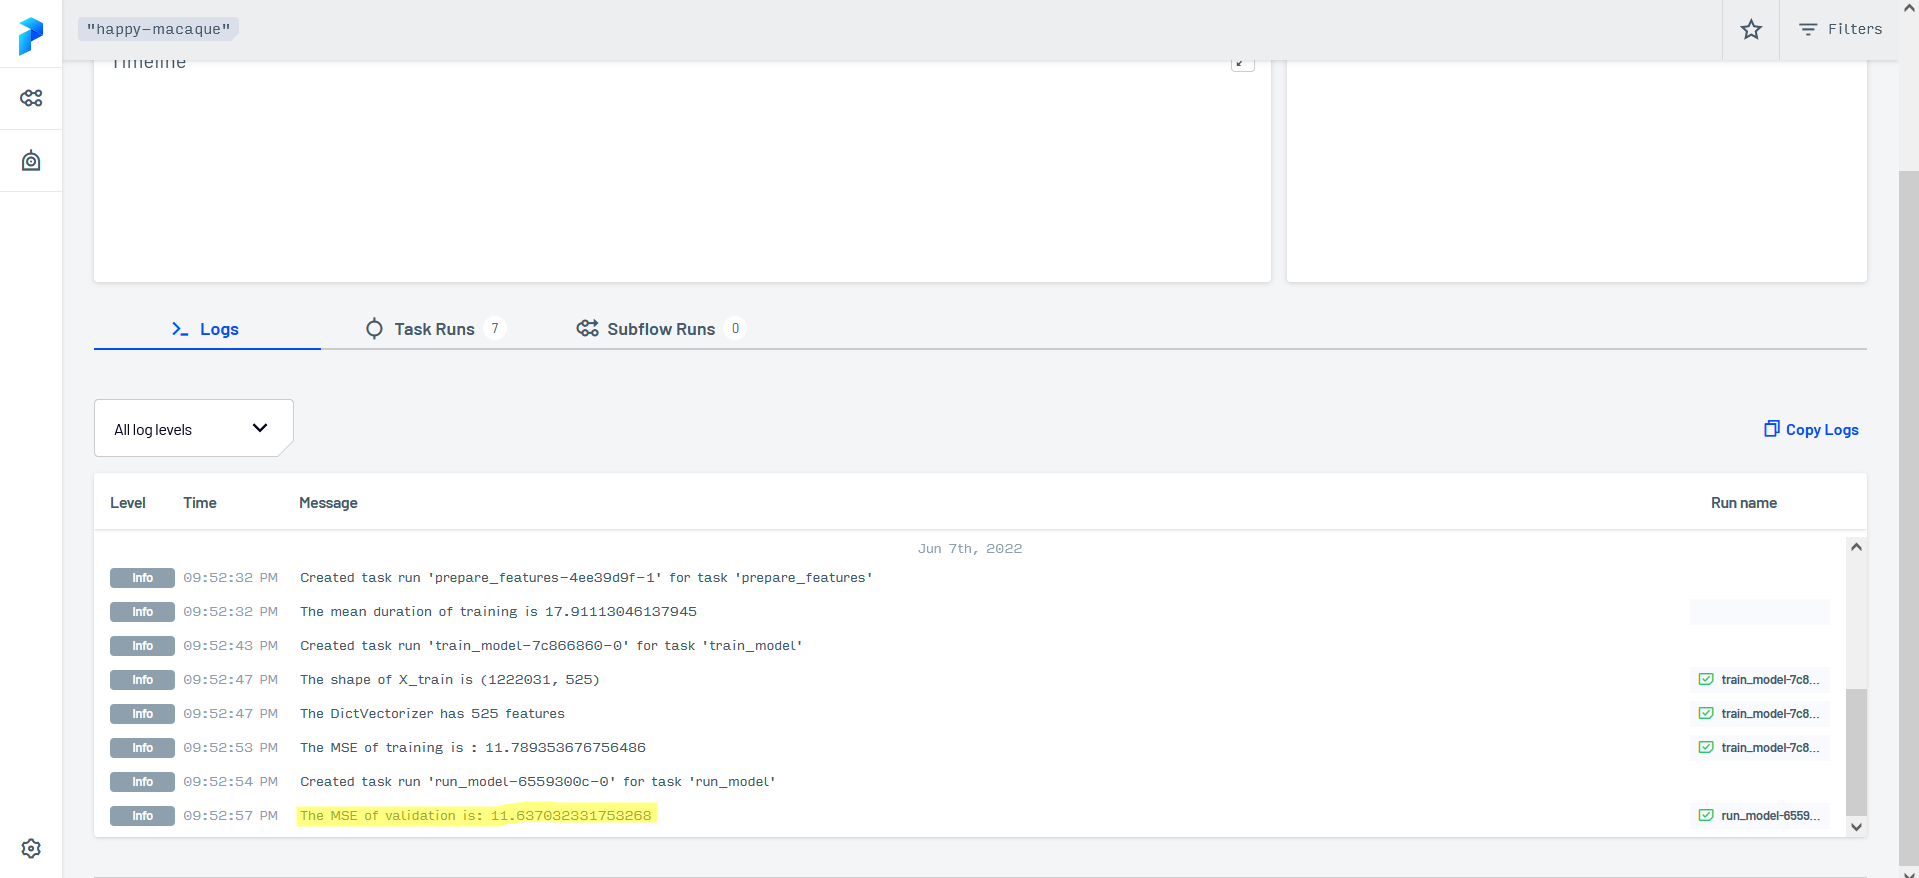 "happy-macaque"
Filters
Timeline
Logs
Task Runs 7
Subflow Runs 0
All log levels
Copy Logs
Level Time Message Run name
Jun 7th, 2022
Info 09:52:32 PM Created task run 'prepare_features-4ee39d9f-1' for task 'prepare_features'
Info 09:52:32 PM The mean duration of training is 17.91113046137945
Info 09:52:43 PM Created task run 'train_model-7c866860-0' for task 'train_model'
Info 09:52:47 PM The shape of X_train is (1222031, 525) train_model-7c8...
Info 09:52:47 PM The DictVectorizer has 525 features train_model-7c8...
Info 09:52:53 PM The MSE of training is : 11.789353676756486 train_model-7c8...
Info 09:52:54 PM Created task run 'run_model-6559300c-0' for task 'run_model'
Info 09:52:57 PM The MSE of validation is: 11.637032331753268 run_model-6559...